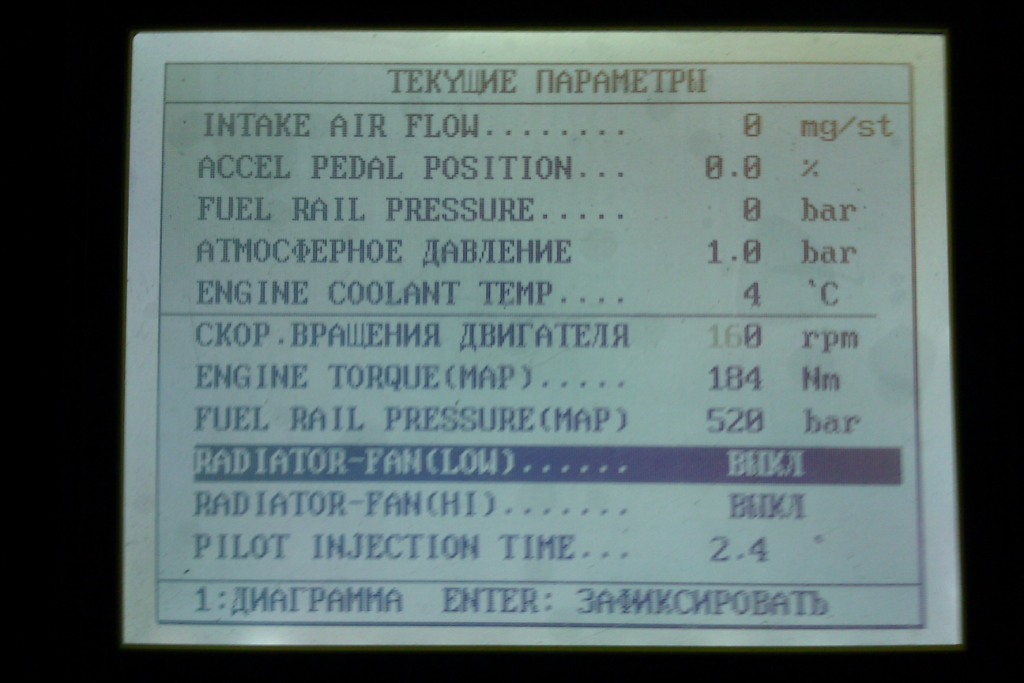 ТЕКУЩИЕ ПАРАМЕТРЫ
INTAKE AIR FLOW........ 0 mg/st
ACCEL PEDAL POSITION... 0.0 %
FUEL RAIL PRESSURE..... 0 bar
АТМОСФЕРНОЕ ДАВЛЕНИЕ 1.0 bar
ENGINE COOLANT TEMP.... 4 °C
СКОР.ВРАЩЕНИЯ ДВИГАТЕЛЯ 160 rpm
ENGINE TORQUE(MAP)..... 184 Nm
FUEL RAIL PRESSURE(MAP) 520 bar
RADIATOR-FAN(LOW)...... ВЫКЛ
RADIATOR-FAN(HI)....... ВЫКЛ
PILOT INJECTION TIME... 2.4 °
1:ДИАГРАММА ENTER: ЗАФИКСИРОВАТЬ